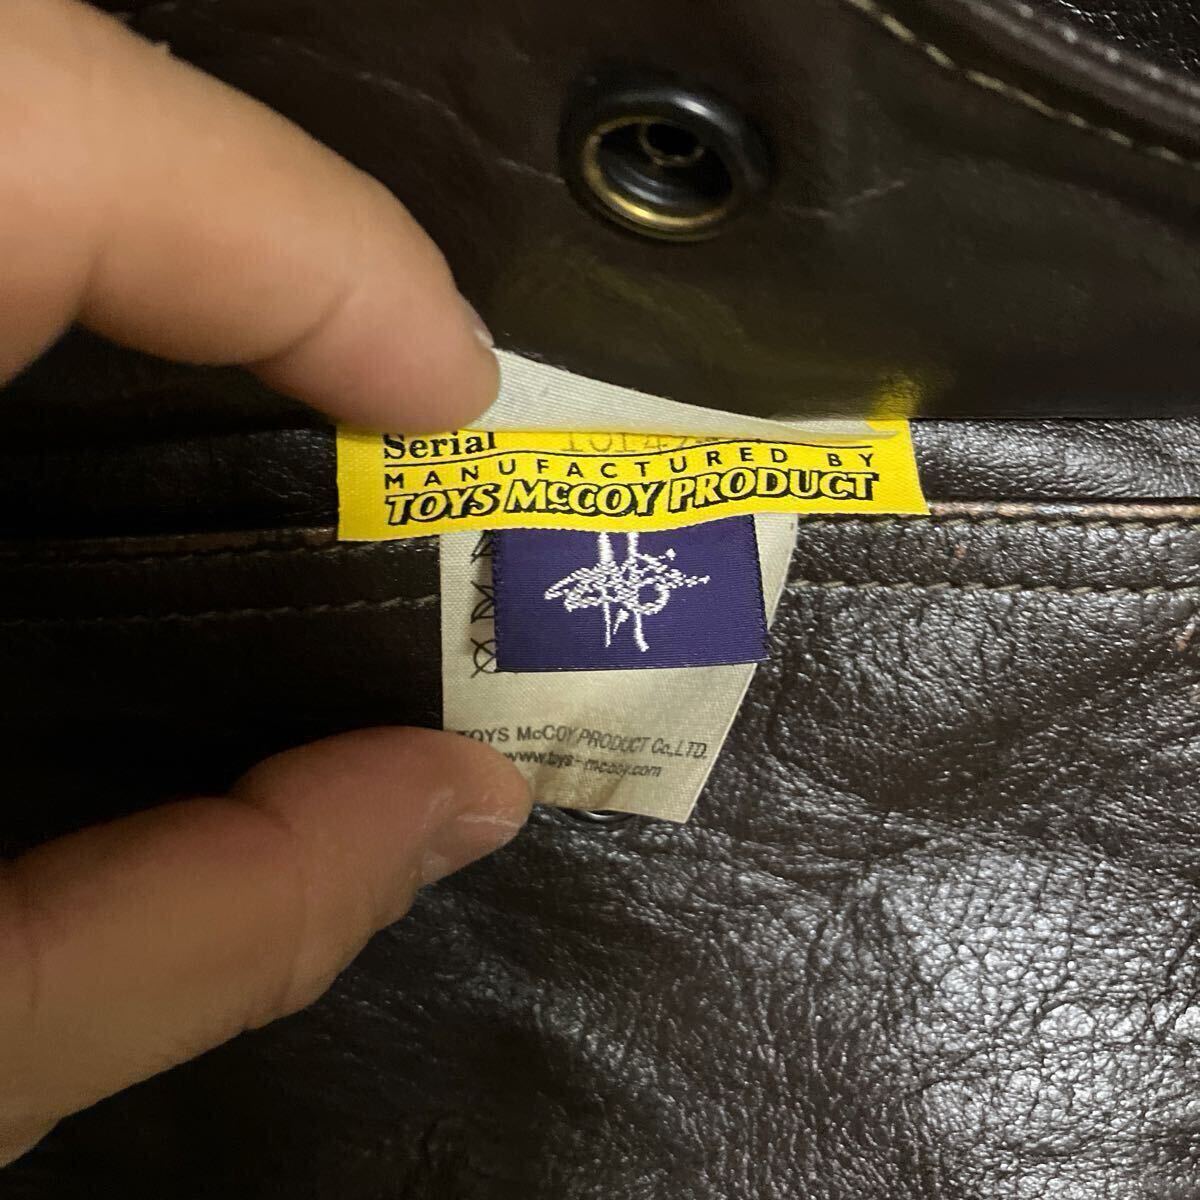 Serial
MANUFACTURED BY
TOYS McCOY PRODUCT
TOYS McCOY PRODUCT Co.,LTD.
www.toys-mccoy.com